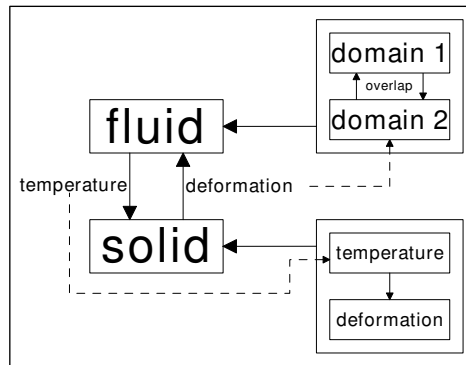 domain 1
overlap
domain 2
fluid
temperature
deformation
solid
temperature
deformation